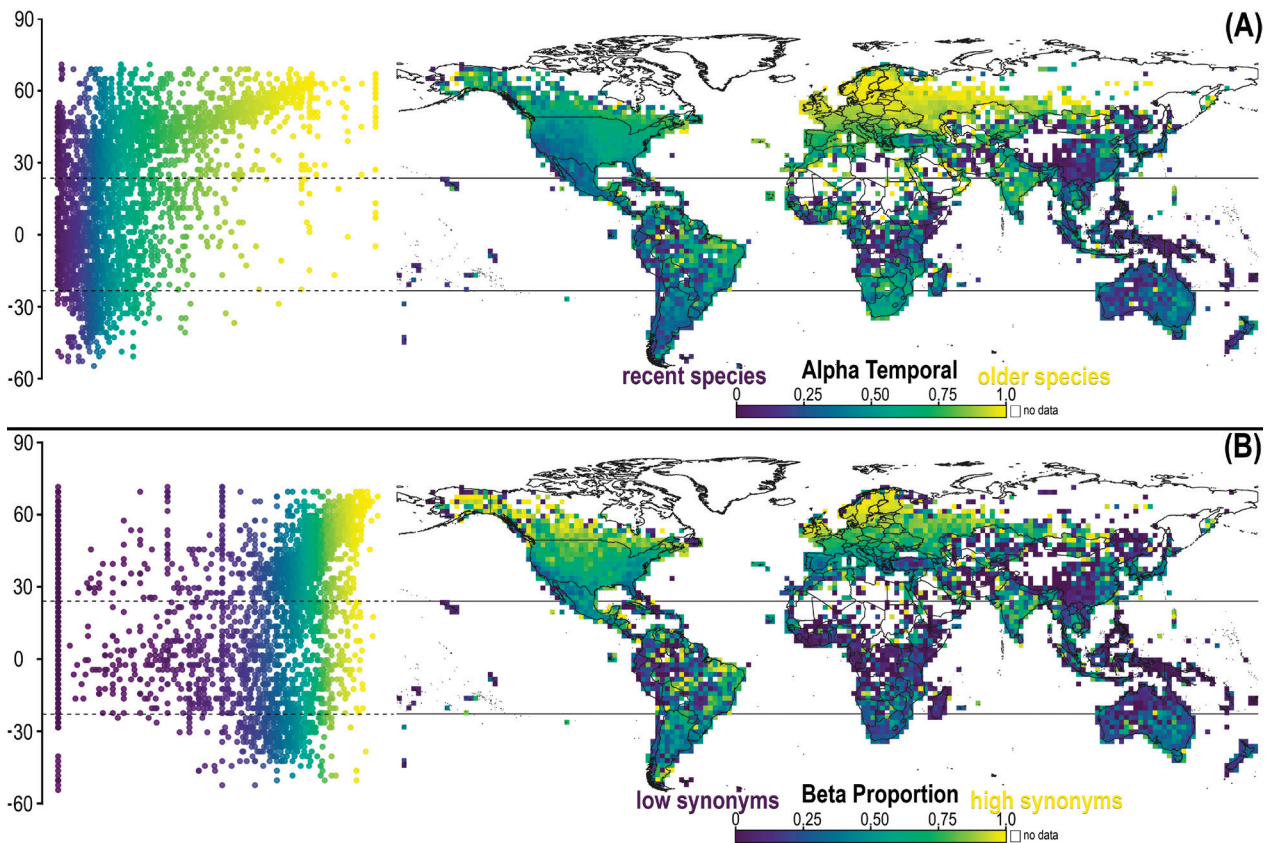 90
60
30
0
-30
-60
(A)
recent species
Alpha Temporal
older species
0
0.25
0.50
0.75
1.0
no data
90
60
30
0
-30
-60
(B)
low synonyms
Beta Proportion
high synonyms
0
0.25
0.50
0.75
1.0
no data